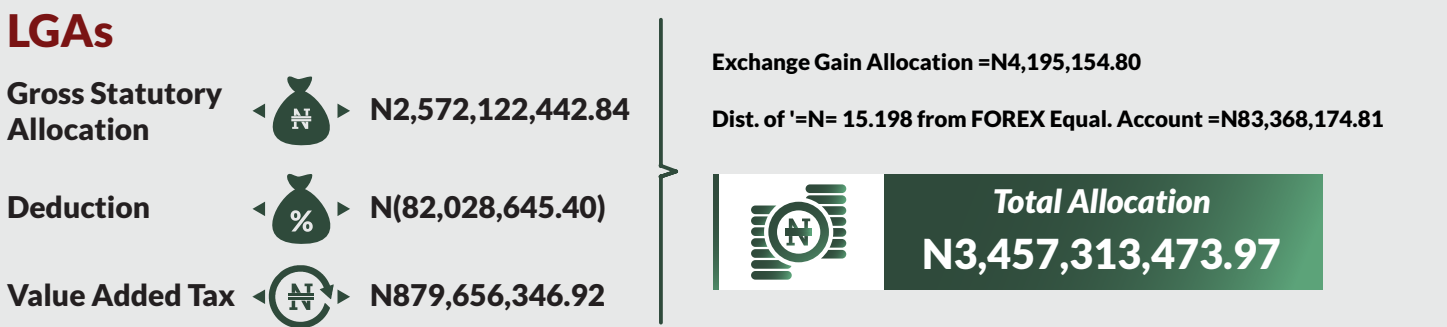 LGAs
Gross Statutory
Allocation
₦
N2,572,122,442.84
Deduction
%
N(82,028,645.40)
Value Added Tax
₦
N879,656,346.92
Exchange Gain Allocation =N4,195,154.80
Dist. of '=N= 15.198 from FOREX Equal. Account =N83,368,174.81
₦
Total Allocation
N3,457,313,473.97